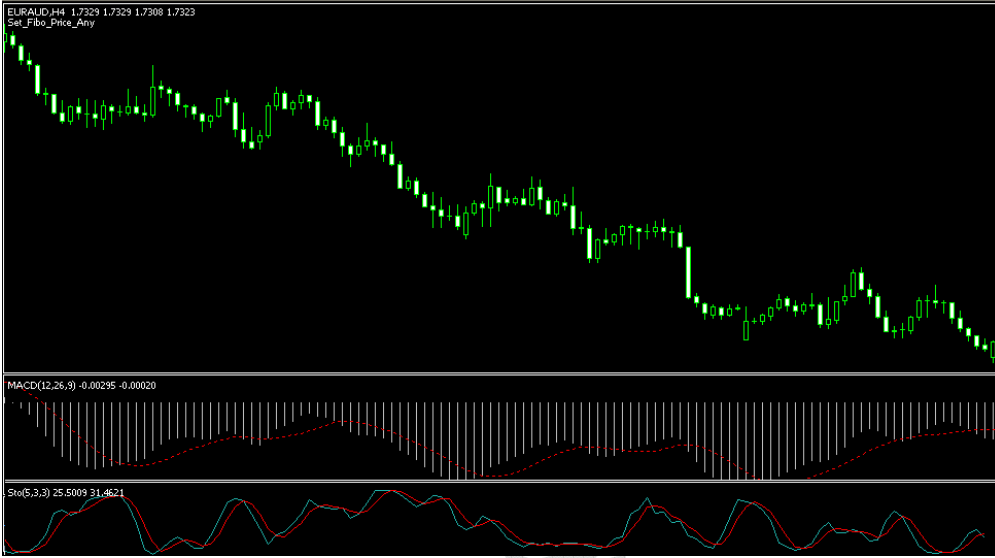 EURAUD,H4 1.7329 1.7329 1.7308 1.7323
Set_Fibo_Price_Any
MACD(12,26,9) -0.00295 -0.00020
Sto(5,3,3) 25.5009 31.4621